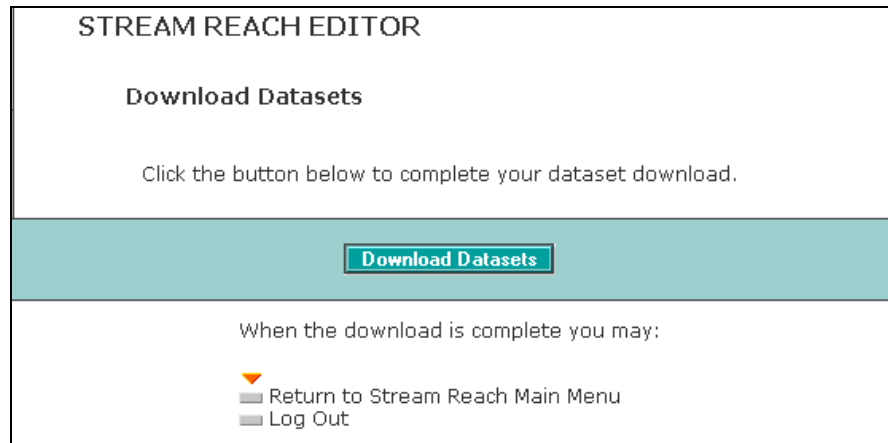 STREAM REACH EDITOR
Download Datasets
Click the button below to complete your dataset download.
Download Datasets
When the download is complete you may:
Return to Stream Reach Main Menu
Log Out